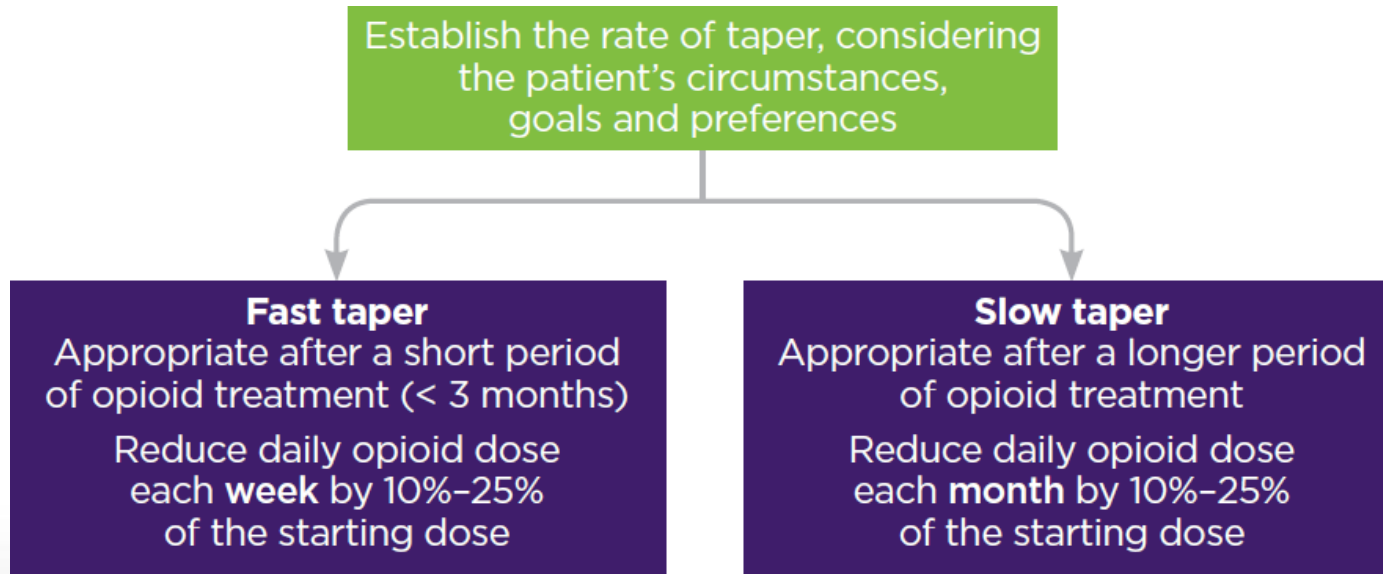 Establish the rate of taper, considering
the patient's circumstances,
goals and preferences
Fast taper
Appropriate after a short period
of opioid treatment (< 3 months)
Reduce daily opioid dose
each week by 10%–25%
of the starting dose
Slow taper
Appropriate after a longer period
of opioid treatment
Reduce daily opioid dose
each month by 10%–25%
of the starting dose